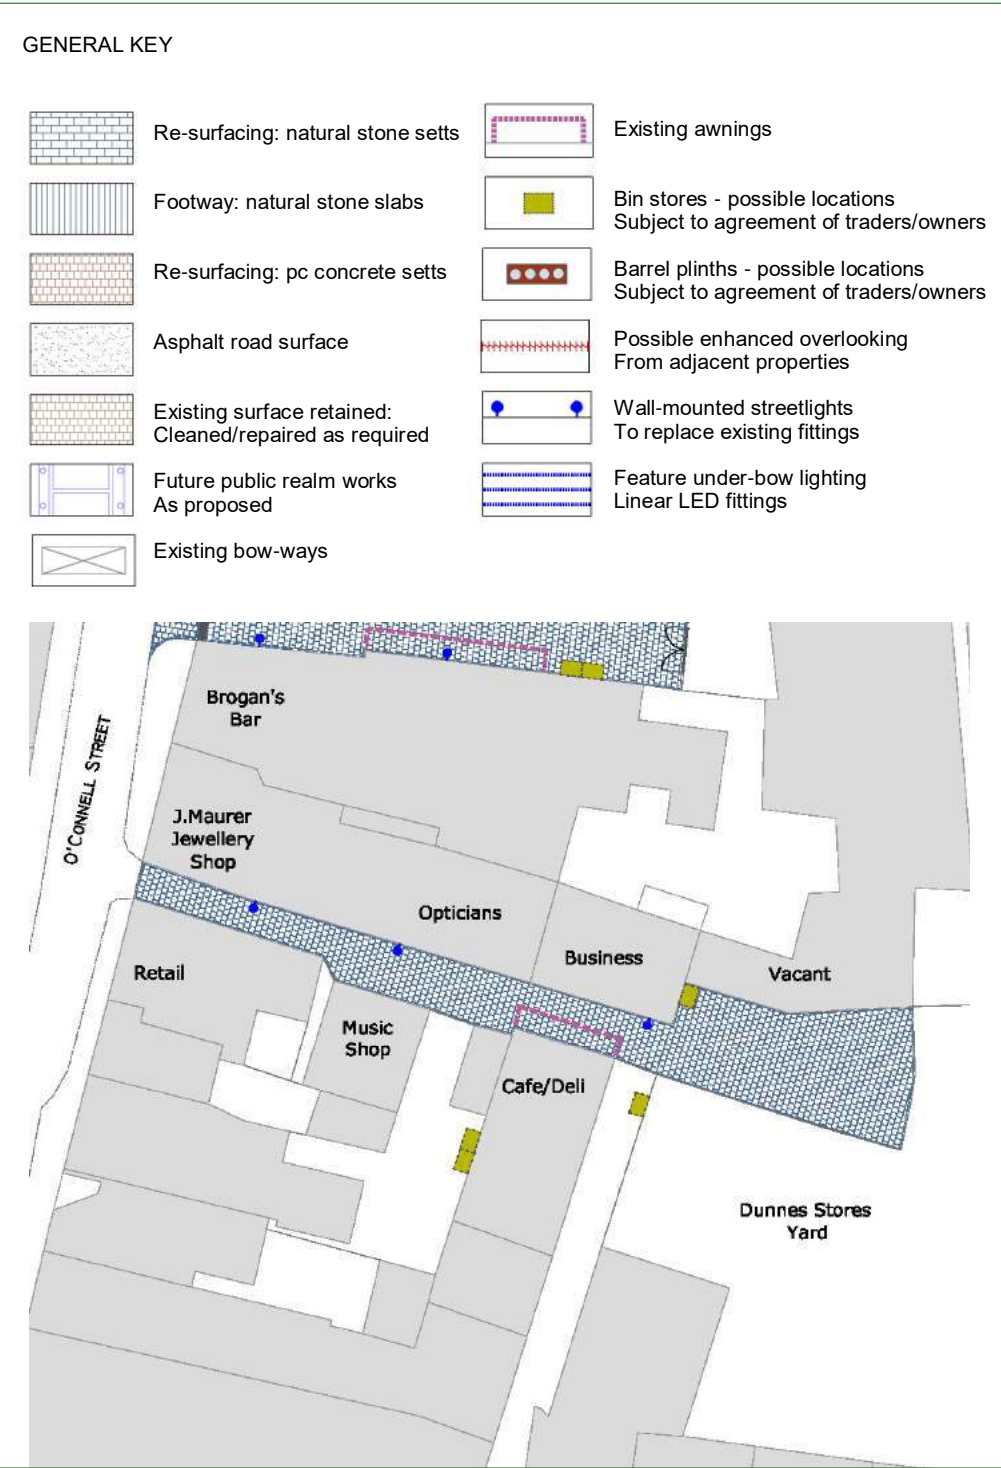 GENERAL KEY
Re-surfacing: natural stone setts
Footway: natural stone slabs
Re-surfacing: pc concrete setts
Asphalt road surface
Existing surface retained:
Cleaned/repaired as required
Future public realm works
As proposed
Existing bow-ways
Existing awnings
Bin stores - possible locations
Subject to agreement of traders/owners
Barrel plinths - possible locations
Subject to agreement of traders/owners
Possible enhanced overlooking
From adjacent properties
Wall-mounted streetlights
To replace existing fittings
Feature under-bow lighting
Linear LED fittings
Brogan's
Bar
O'CONNELL STREET
J.Maurer
Jewellery
Shop
Opticians
Business
Vacant
Retail
Music
Shop
Cafe/Deli
Dunnes Stores
Yard